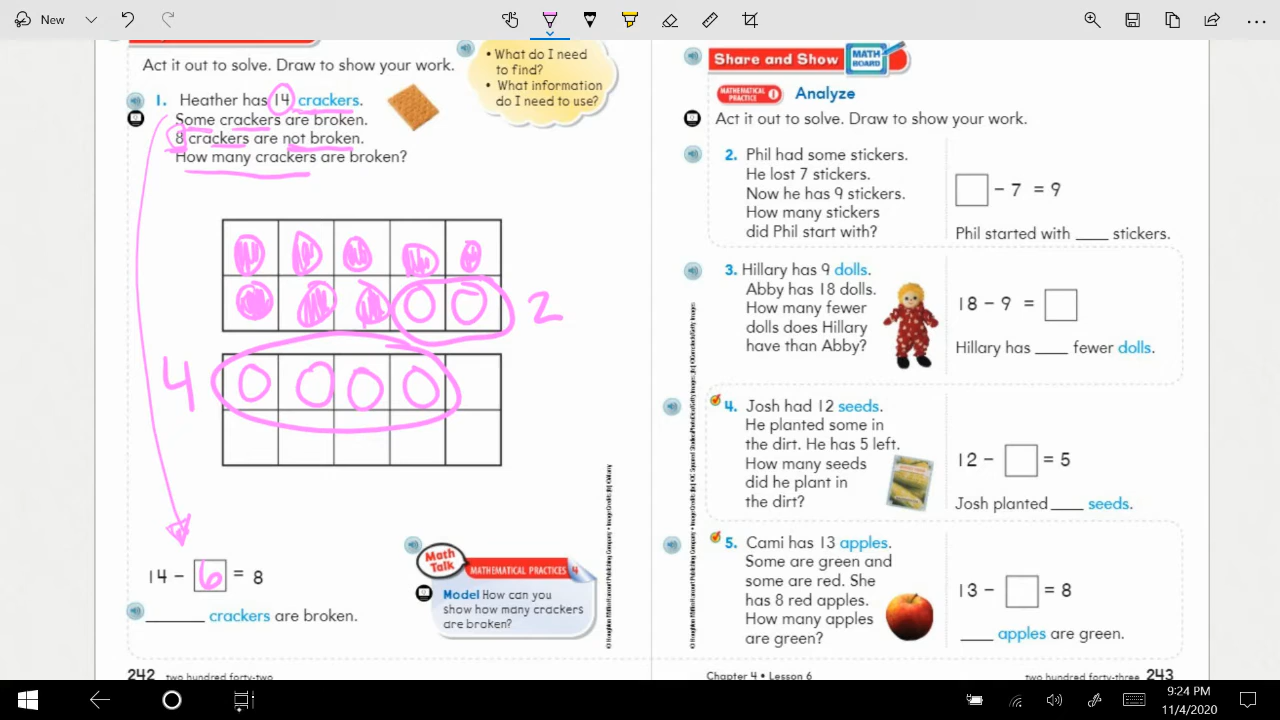 New
• What do I need
to find?
• What information
do I need to use?
Act it out to solve. Draw to show your work.
1. Heather has 14 crackers.
Some crackers are broken.
8 crackers are not broken.
How many crackers are broken?
2
4
14 - 6 = 8
_______ crackers are broken.
Math
Talk
MATHEMATICAL PRACTICES 4
Model How can you
show how many crackers
are broken?
242 two hundred forty-two
Share and Show
MATH
BOARD
MATHEMATICAL
PRACTICE 1
Analyze
Act it out to solve. Draw to show your work.
2. Phil had some stickers.
He lost 7 stickers.
Now he has 9 stickers.
How many stickers
did Phil start with?
- 7 = 9
Phil started with ____ stickers.
3. Hillary has 9 dolls.
Abby has 18 dolls.
How many fewer
dolls does Hillary
have than Abby?
18 - 9 =
Hillary has ____ fewer dolls.
4. Josh had 12 seeds.
He planted some in
the dirt. He has 5 left.
How many seeds
did he plant in
the dirt?
12 - = 5
Josh planted ____ seeds.
5. Cami has 13 apples.
Some are green and
some are red. She
has 8 red apples.
How many apples
are green?
13 - = 8
____ apples are green.
Chapter 4 • Lesson 6
two hundred forty-three 243
9:24 PM
11/4/2020